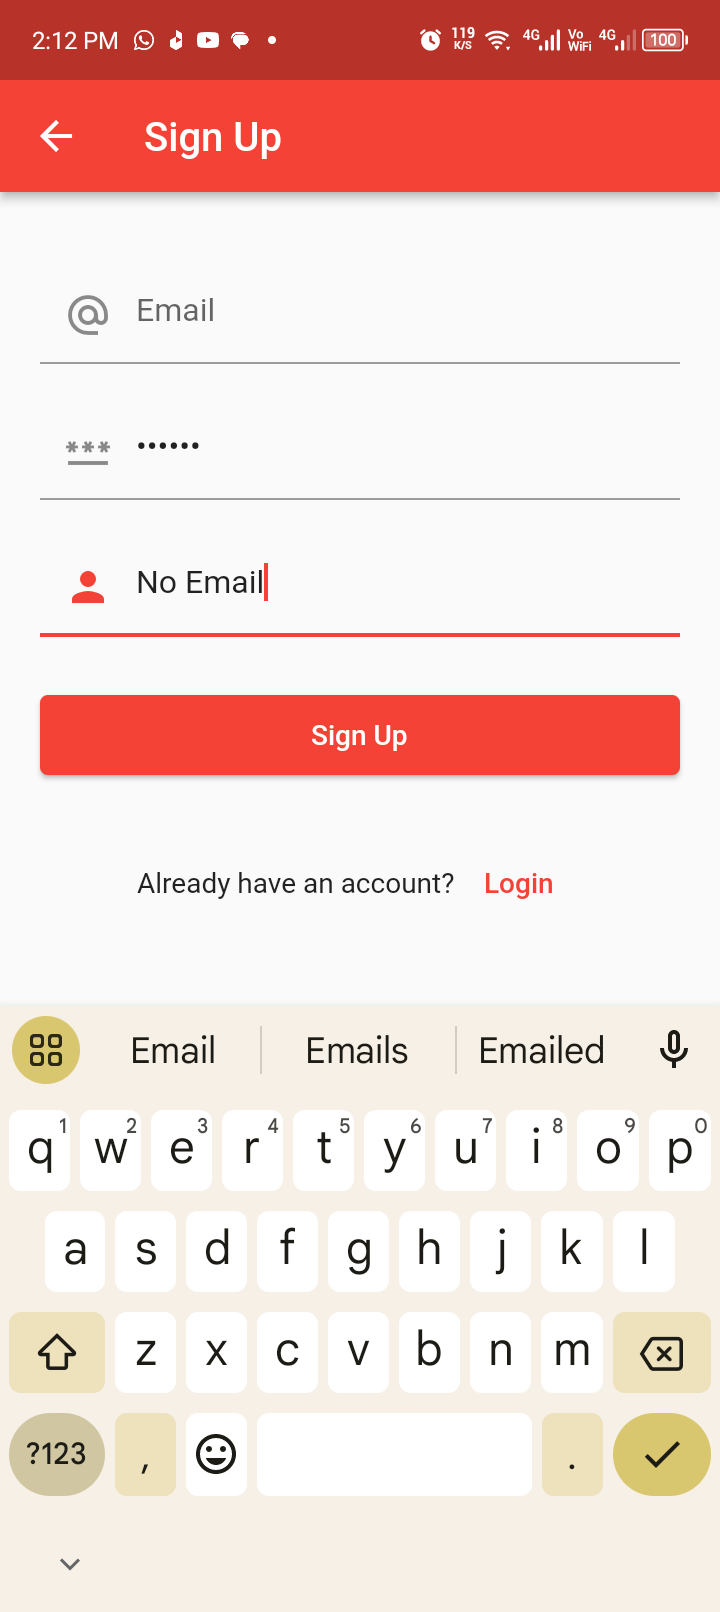 2:12 PM 119 K/S 4G Vo WiFi 4G 100
Sign Up
Email
••••••
No Email
Sign Up
Already have an account? Login
Email Emails Emailed
q1 w2 e3 r4 t5 y6 u7 i8 o9 p0
a s d f g h j k l
z x c v b n m
?123 , .